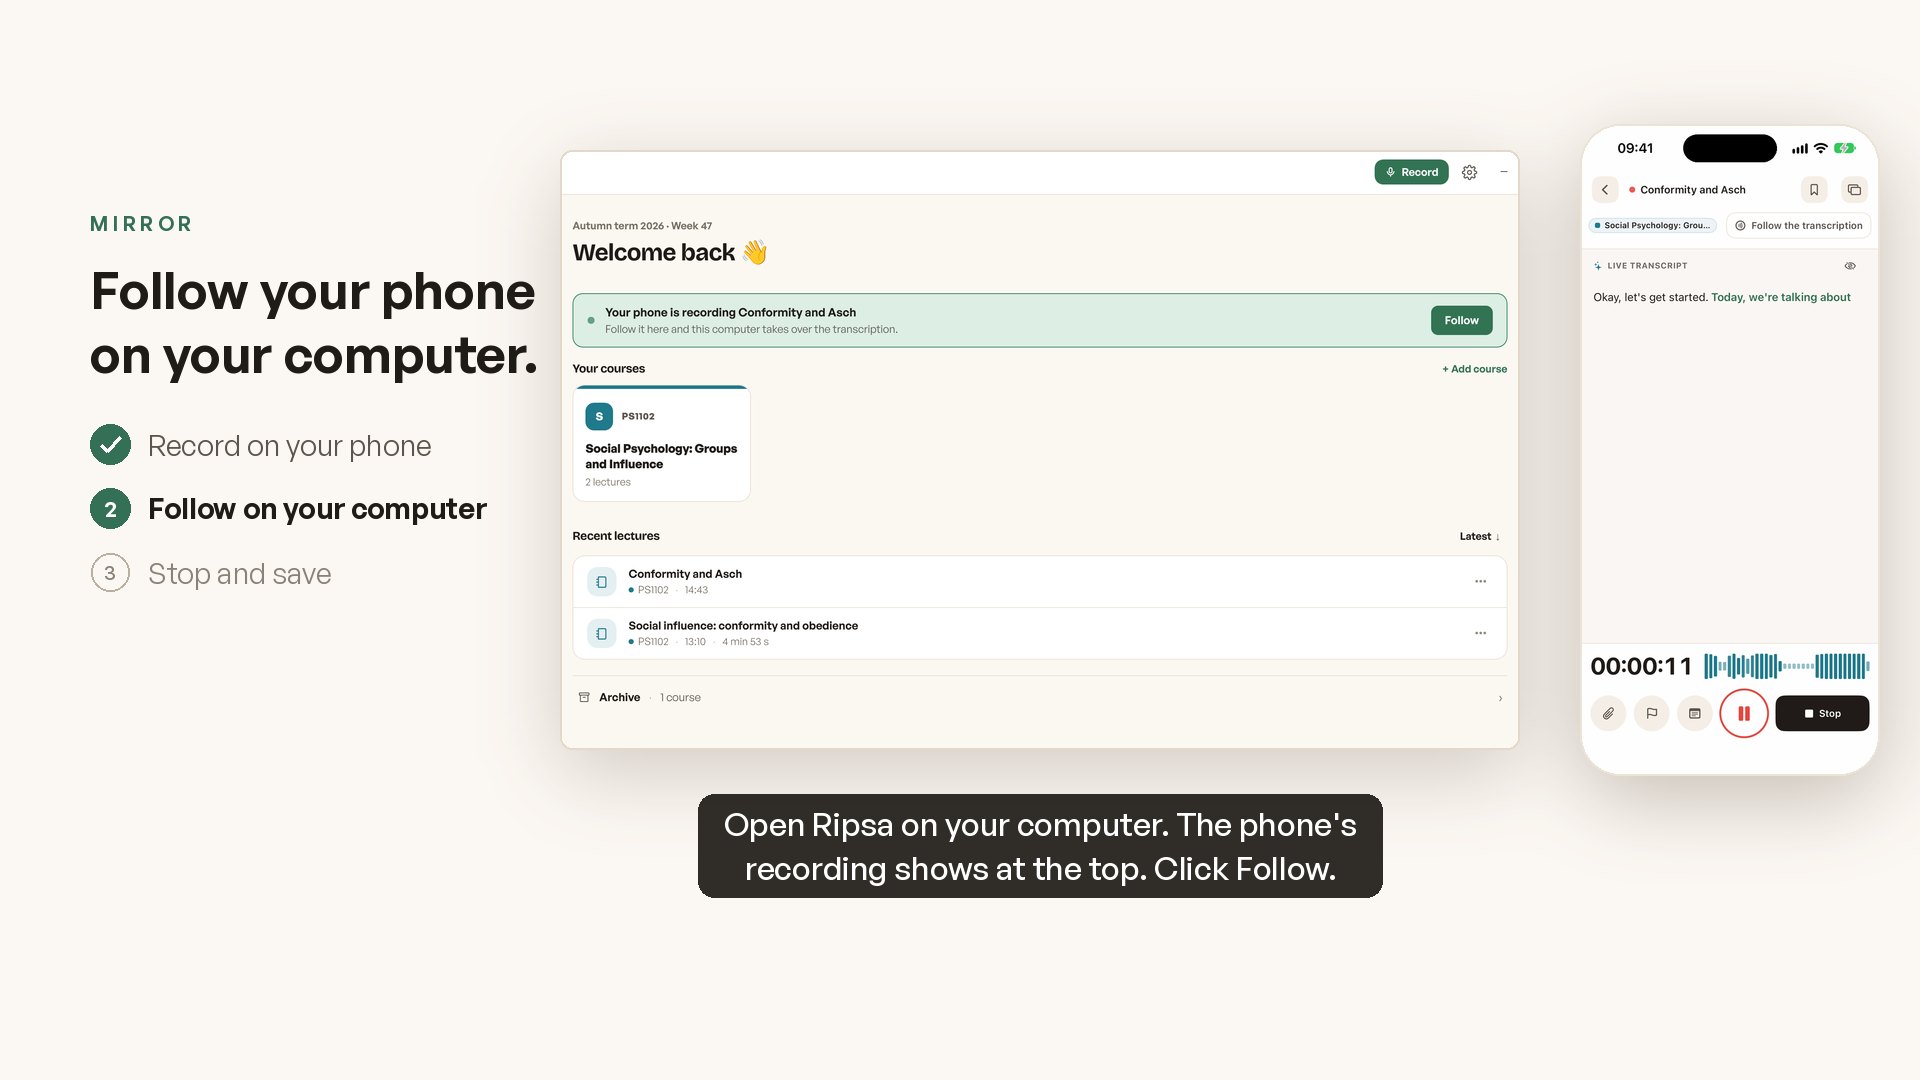 MIRROR
Follow your phone
on your computer.
Record on your phone
2 Follow on your computer
3 Stop and save
Record
Autumn term 2026 · Week 47
Welcome back 👋
Your phone is recording Conformity and Asch
Follow it here and this computer takes over the transcription.
Follow
Your courses
+ Add course
S PS1102
Social Psychology: Groups
and Influence
2 lectures
Recent lectures
Latest ↓
Conformity and Asch
PS1102 · 14:43
Social influence: conformity and obedience
PS1102 · 13:10 · 4 min 53 s
Archive · 1 course
Open Ripsa on your computer. The phone's
recording shows at the top. Click Follow.
09:41
Conformity and Asch
Social Psychology: Grou...
Follow the transcription
LIVE TRANSCRIPT
Okay, let's get started. Today, we're talking about
00:00:11
Stop